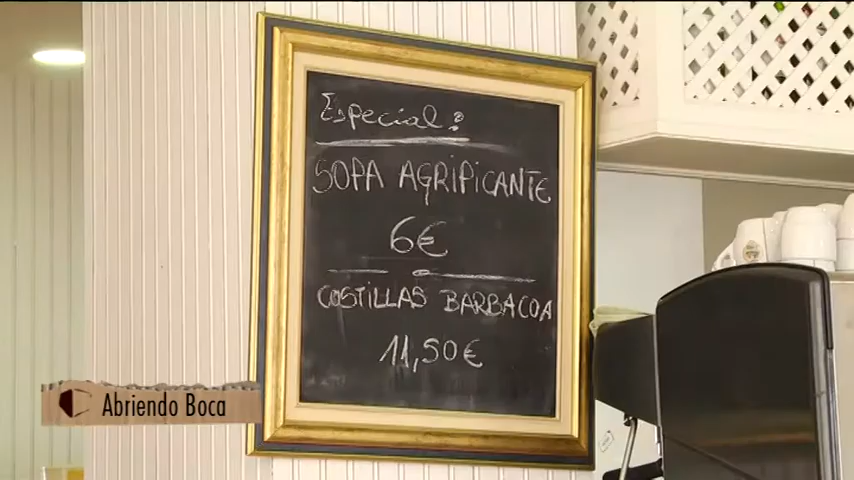 Especial:
SOPA AGRIPICANTE
6€
COSTILLAS BARBACOA
11,50€
Abriendo Boca